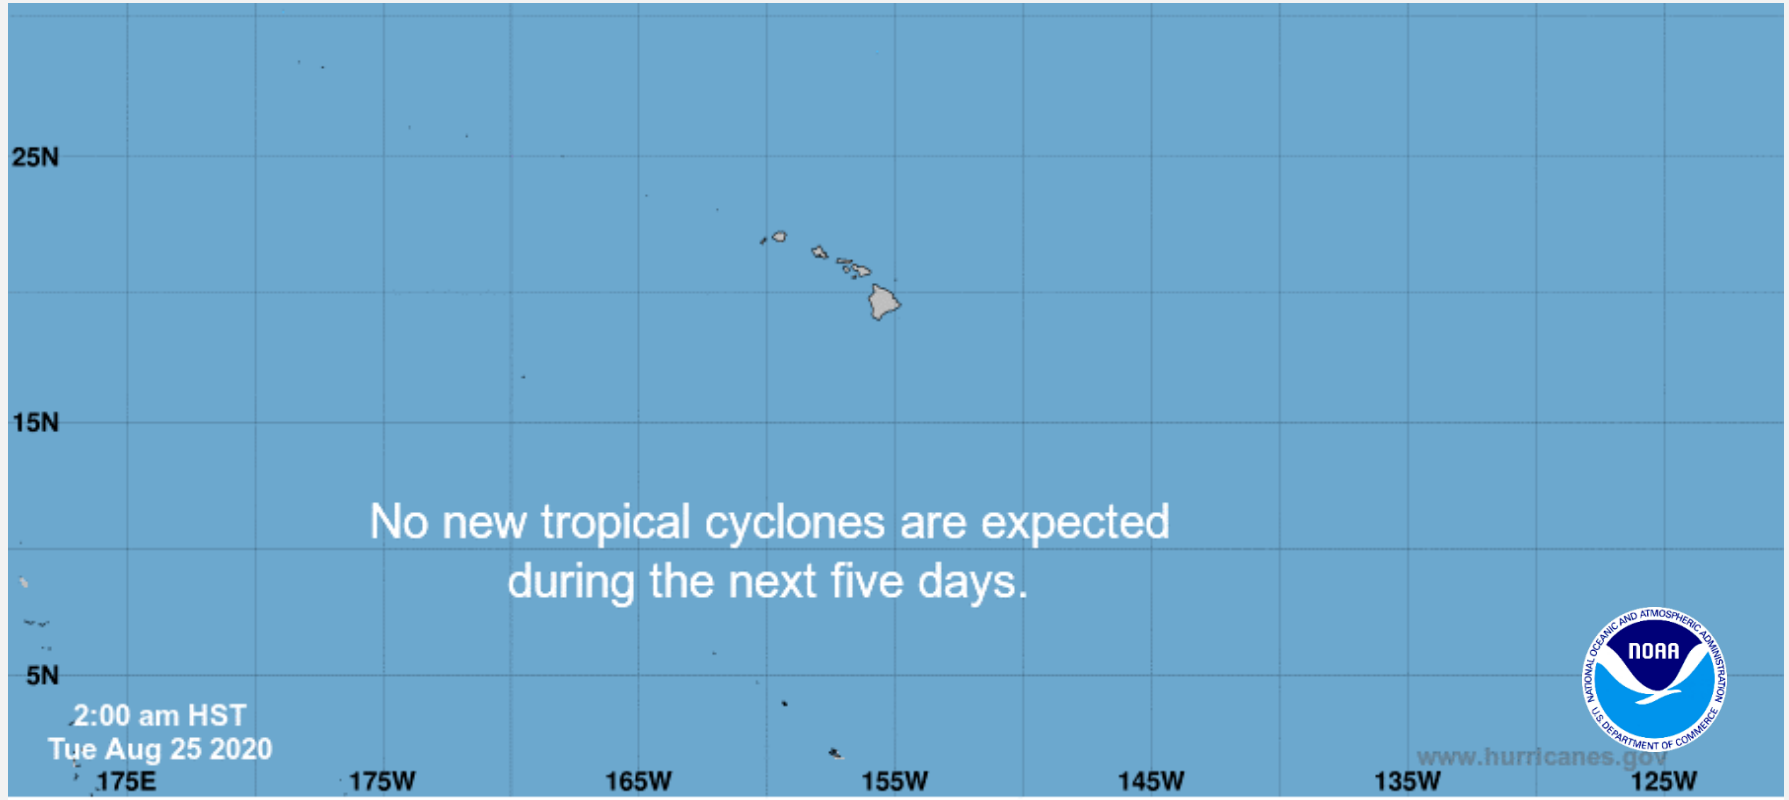 25N
15N
No new tropical cyclones are expected
during the next five days.
5N
2:00 am HST
Tue Aug 25 2020
NATIONAL OCEANIC AND ATMOSPHERIC ADMINISTRATION
NOAA
U.S. DEPARTMENT OF COMMERCE
www.hurricanes.gov
175E 175W 165W 155W 145W 135W 125W